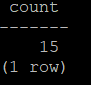 count
-------
15
(1 row)